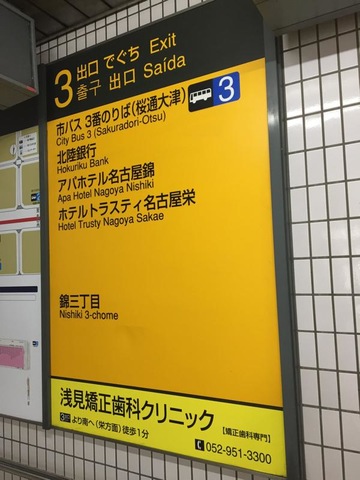 3 出口 でぐち Exit
출구 出口 Saída
市バス 3番のりば(桜通大津) 3
City Bus 3 (Sakuradori-Otsu)
北陸銀行
Hokuriku Bank
アパホテル名古屋錦
Apa Hotel Nagoya Nishiki
ホテルトラスティ名古屋栄
Hotel Trusty Nagoya Sakae
錦三丁目
Nishiki 3-chome
浅見矯正歯科クリニック
より南へ(栄方面)徒歩1分
【矯正歯科専門】
052-951-3300